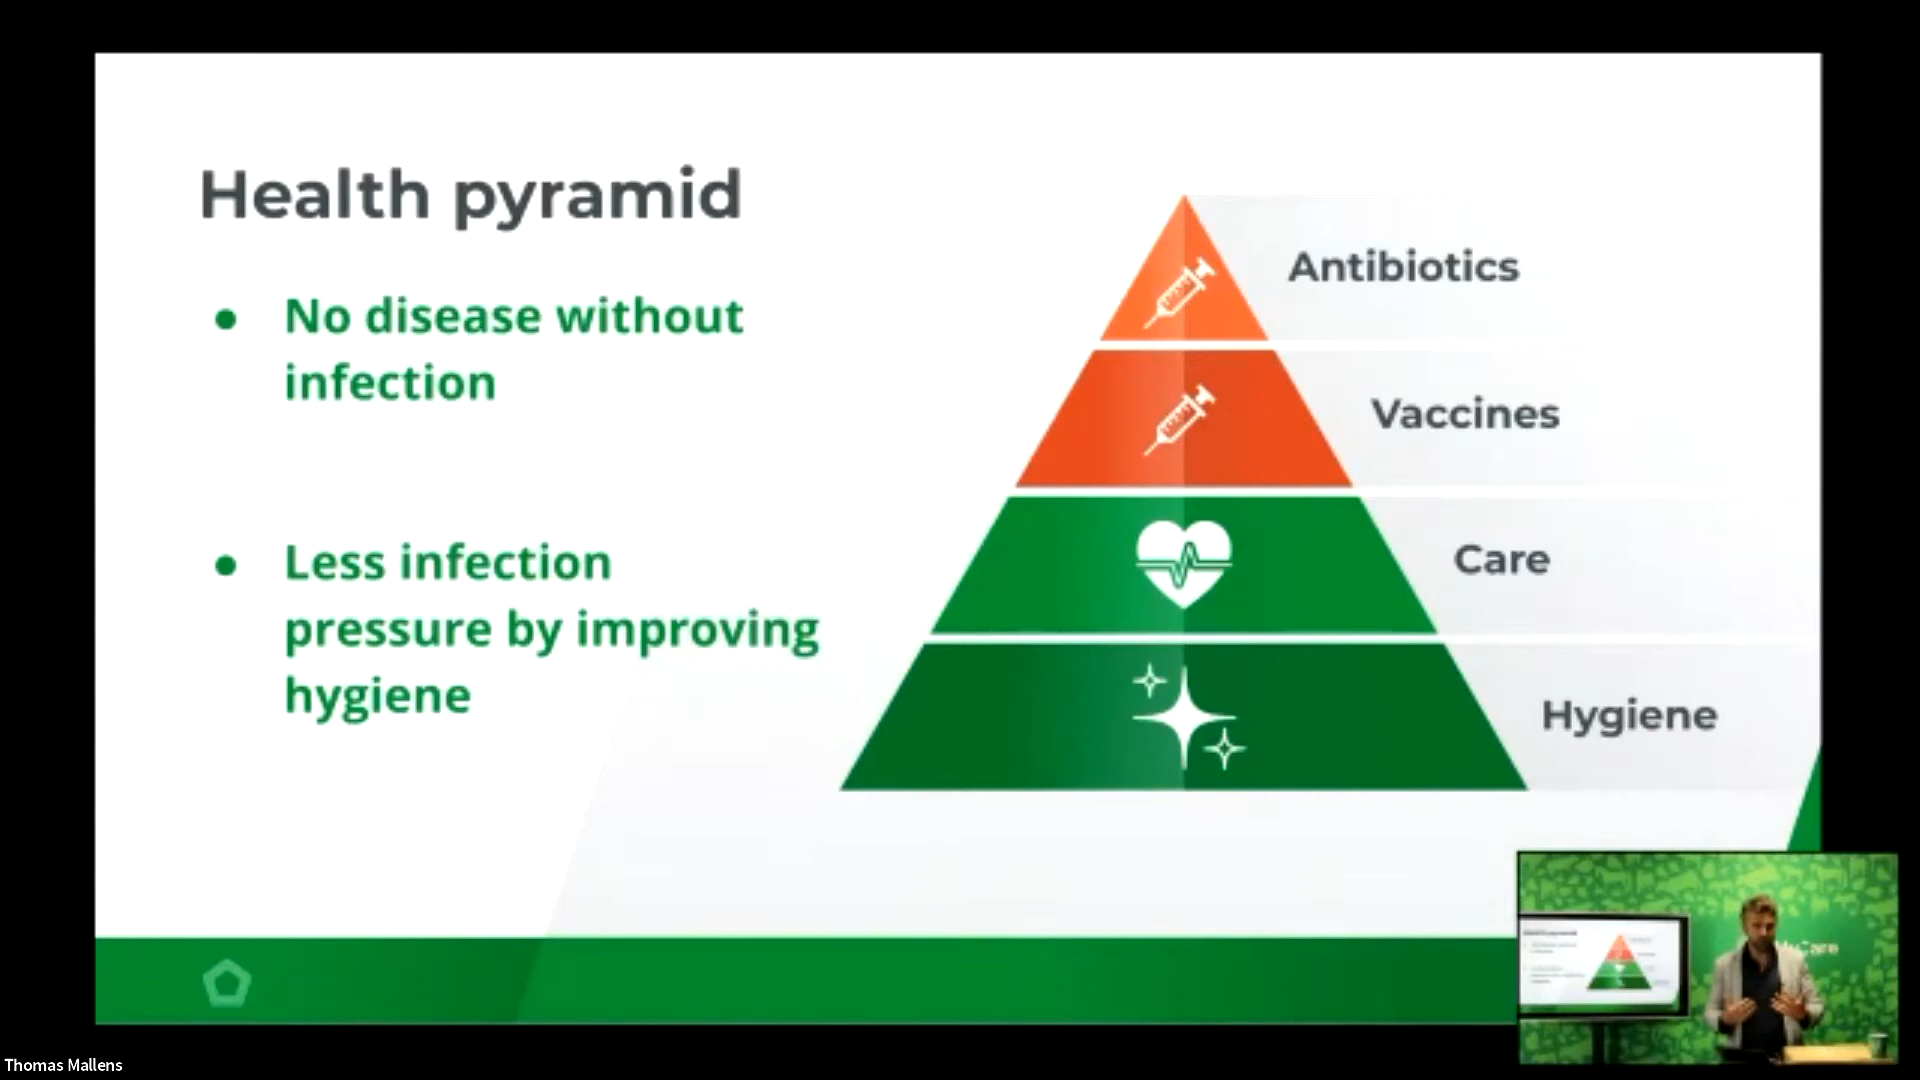 Health pyramid
No disease without
infection
Less infection
pressure by improving
hygiene
Antibiotics
Vaccines
Care
Hygiene
Thomas Mallens